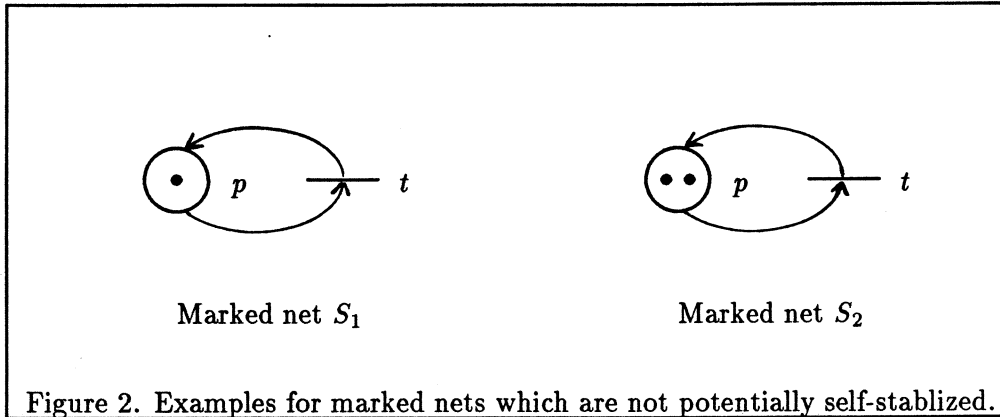 p
t
p
t
Marked net S₁
Marked net S₂
Figure 2. Examples for marked nets which are not potentially self-stablized.